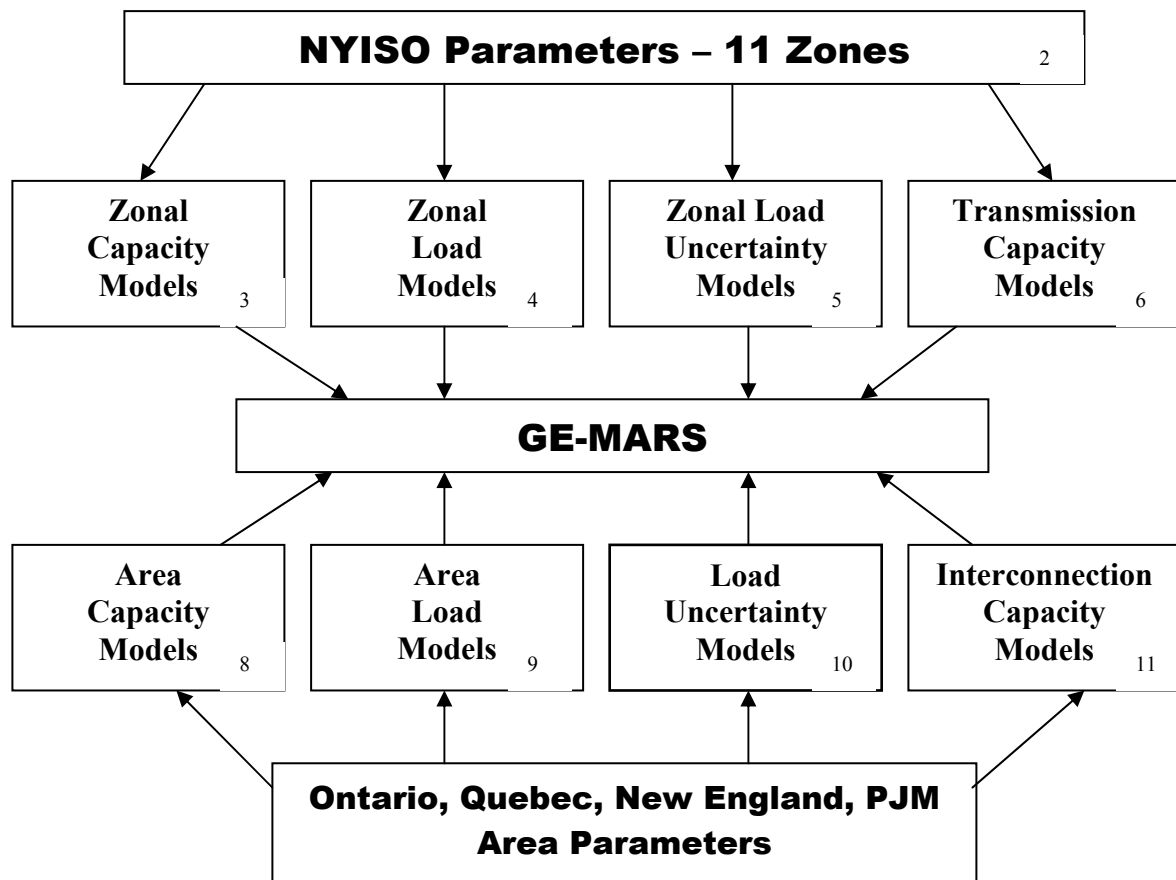 NYISO Parameters – 11 Zones
2
Zonal
Capacity
Models
3
Zonal
Load
Models
4
Zonal Load
Uncertainty
Models
5
Transmission
Capacity
Models
6
GE-MARS
Area
Capacity
Models
8
Area
Load
Models
9
Load
Uncertainty
Models
10
Interconnection
Capacity
Models
11
Ontario, Quebec, New England, PJM
Area Parameters